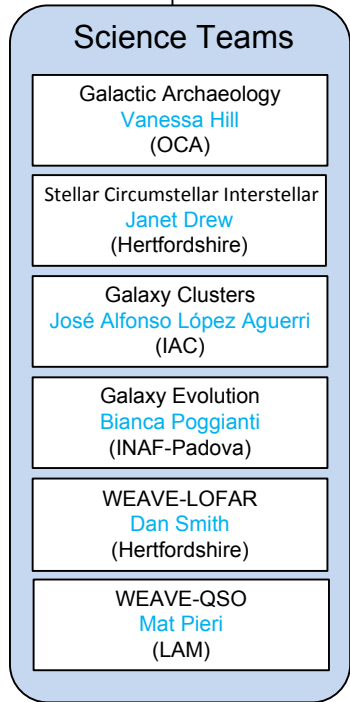 Science Teams
Galactic Archaeology
Vanessa Hill
(OCA)
Stellar Circumstellar Interstellar
Janet Drew
(Hertfordshire)
Galaxy Clusters
José Alfonso López Aguerri
(IAC)
Galaxy Evolution
Bianca Poggianti
(INAF-Padova)
WEAVE-LOFAR
Dan Smith
(Hertfordshire)
WEAVE-QSO
Mat Pieri
(LAM)